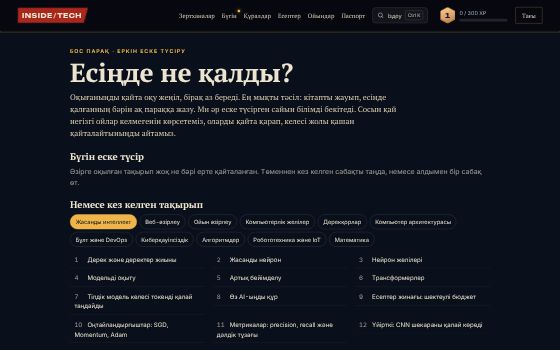 INSIDE/TECH
Зертханалар Бүгін Құралдар Есептер Ойындар Паспорт Іздеу Ctrl K 1 0 / 300 XP Тағы
БОС ПАРАҚ · ЕРКІН ЕСКЕ ТҮСІРУ
Есіңде не қалды?
Оқығаныңды қайта оқу жеңіл, бірақ аз береді. Ең мықты тәсіл: кітапты жауып, есіңде
қалғанның бәрін ақ параққа жазу. Ми әр еске түсірген сайын білімді бекітеді. Сосын қай
негізгі ойлар келмегенін көрсетеміз, оларды қайта қарап, келесі жолы қашан
қайталайтыныңды айтамыз.
Бүгін еске түсір
Әзірге оқылған тақырып жоқ не бәрі ерте қайталанған. Төменнен кез келген сабақты таңда, немесе алдымен бір сабақ
өт.
Немесе кез келген тақырып
Жасанды интеллект Веб-әзірлеу Ойын әзірлеу Компьютерлік желілер Дерекқорлар Компьютер архитектурасы
Бұлт және DevOps Киберқауіпсіздік Алгоритмдер Робототехника және IoT Математика
1 Дерек және деректер жиыны 2 Жасанды нейрон 3 Нейрон желілері
4 Модельді оқыту 5 Артық бейімделу 6 Трансформерлер
7 Тілдік модель келесі токенді қалай таңдайды 8 Өз AI-ыңды құр 9 Есептер жинағы: шектеулі бюджет
10 Оңтайландырғыштар: SGD, Momentum, Adam 11 Метрикалар: precision, recall және дәлдік тұзағы 12 Үйірткі: CNN шекараны қалай көреді